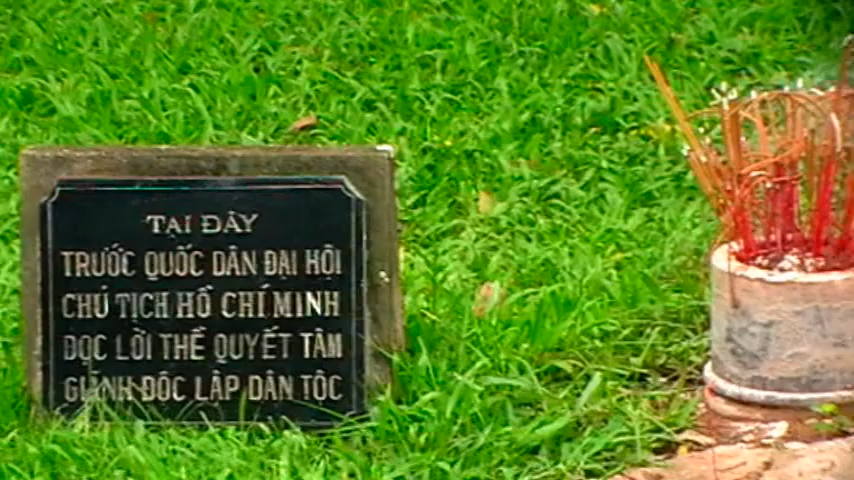 TẠI ĐÂY
TRƯỚC QUỐC DÂN ĐẠI HỘI
CHỦ TỊCH HỒ CHÍ MINH
ĐỌC LỜI THỀ QUYẾT TÂM
GIÀNH ĐỘC LẬP DÂN TỘC